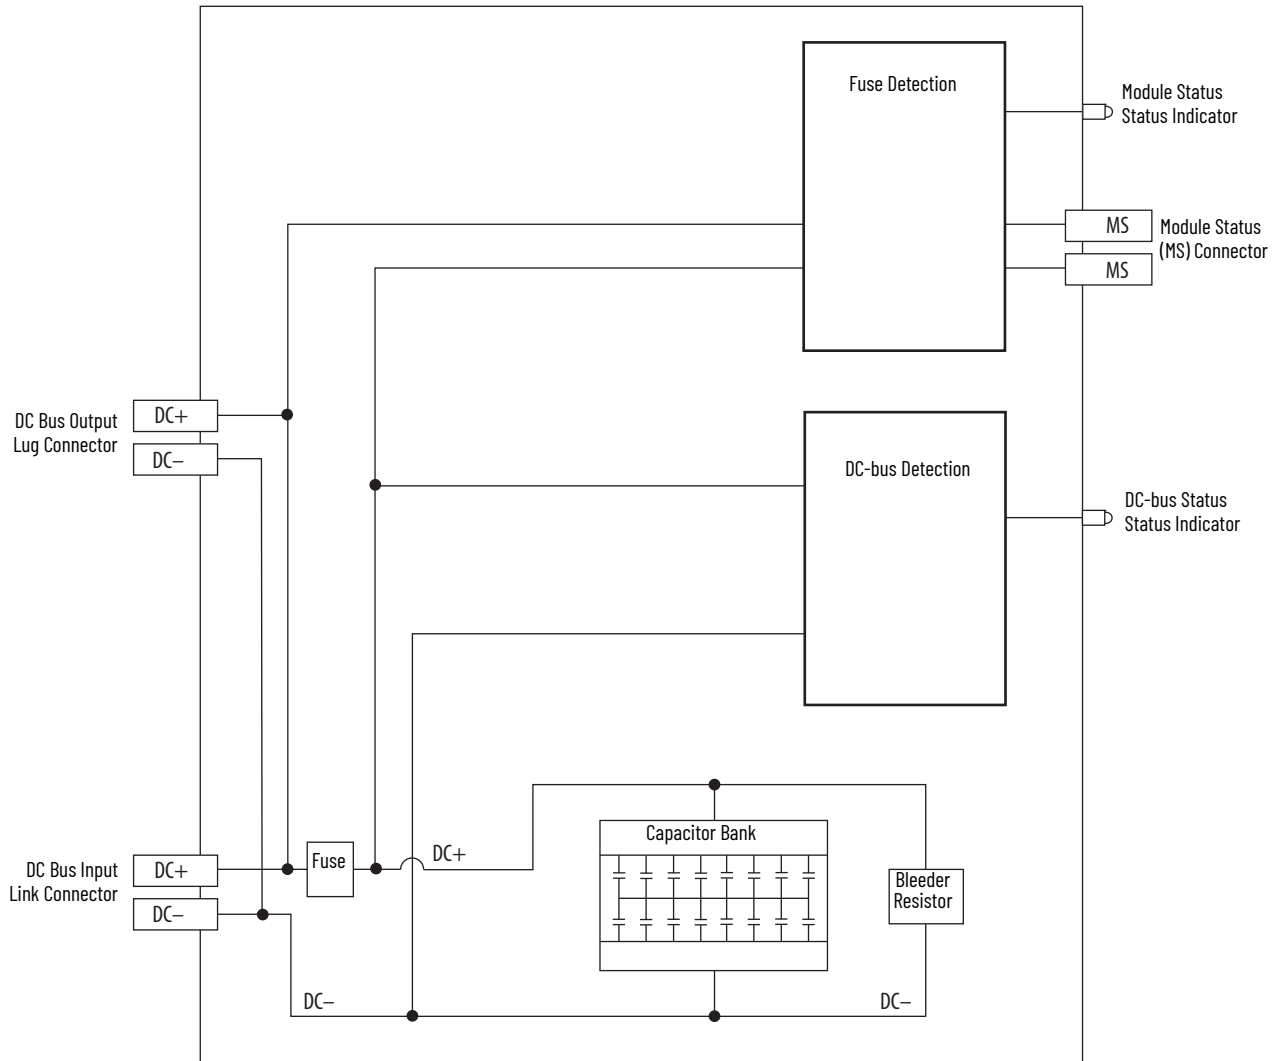 Fuse Detection
Module Status
Status Indicator
MS
Module Status
(MS) Connector
MS
DC Bus Output
Lug Connector
DC+
DC–
DC-bus Detection
DC-bus Status
Status Indicator
Capacitor Bank
DC Bus Input
Link Connector
DC+
DC–
Fuse
DC+
Bleeder
Resistor
DC–
DC–